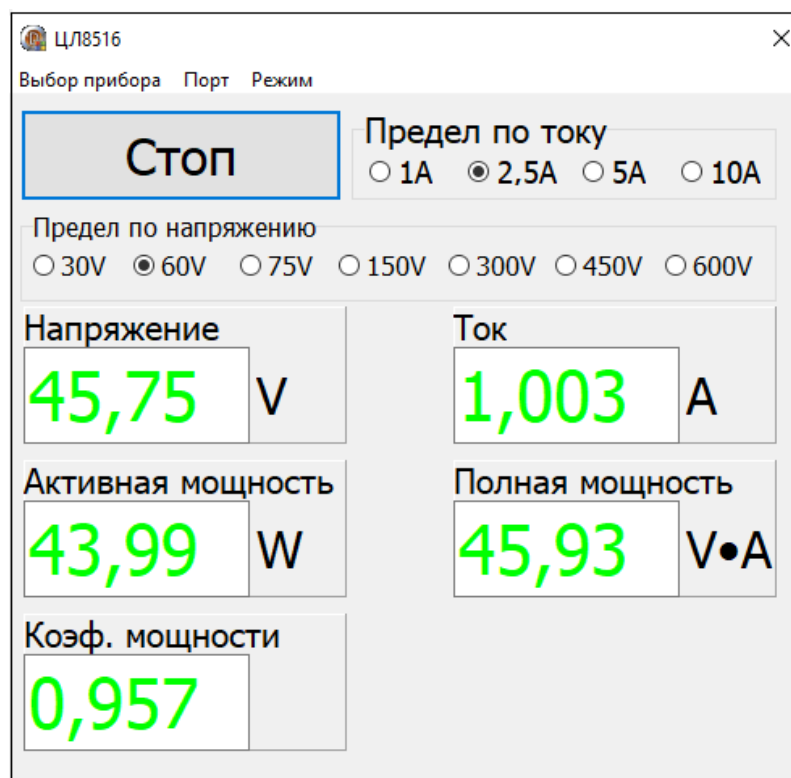 ЦЛ8516
Выбор прибора Порт Режим
Стоп
Предел по току
1A 2,5A 5A 10A
Предел по напряжению
30V 60V 75V 150V 300V 450V 600V
Напряжение Ток
45,75 V 1,003 A
Активная мощность Полная мощность
43,99 W 45,93 V•A
Коэф. мощности
0,957